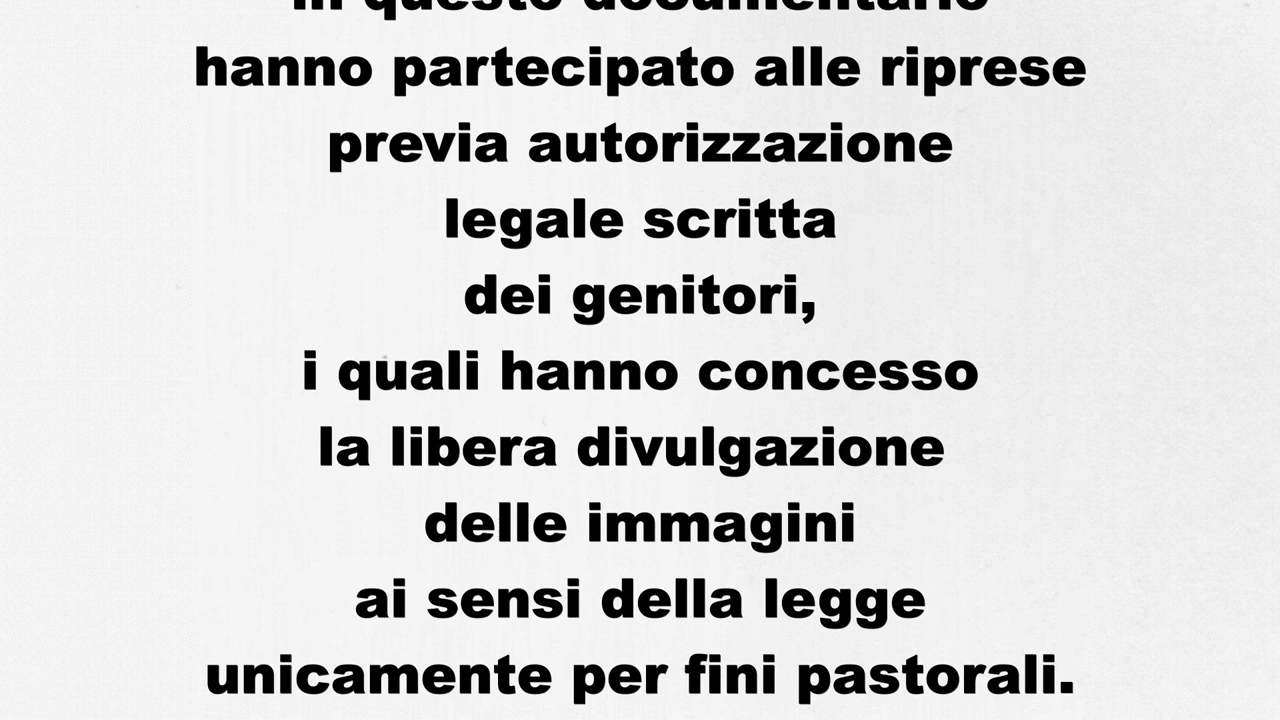 in questo documentario
hanno partecipato alle riprese
previa autorizzazione
legale scritta
dei genitori,
i quali hanno concesso
la libera divulgazione
delle immagini
ai sensi della legge
unicamente per fini pastorali.